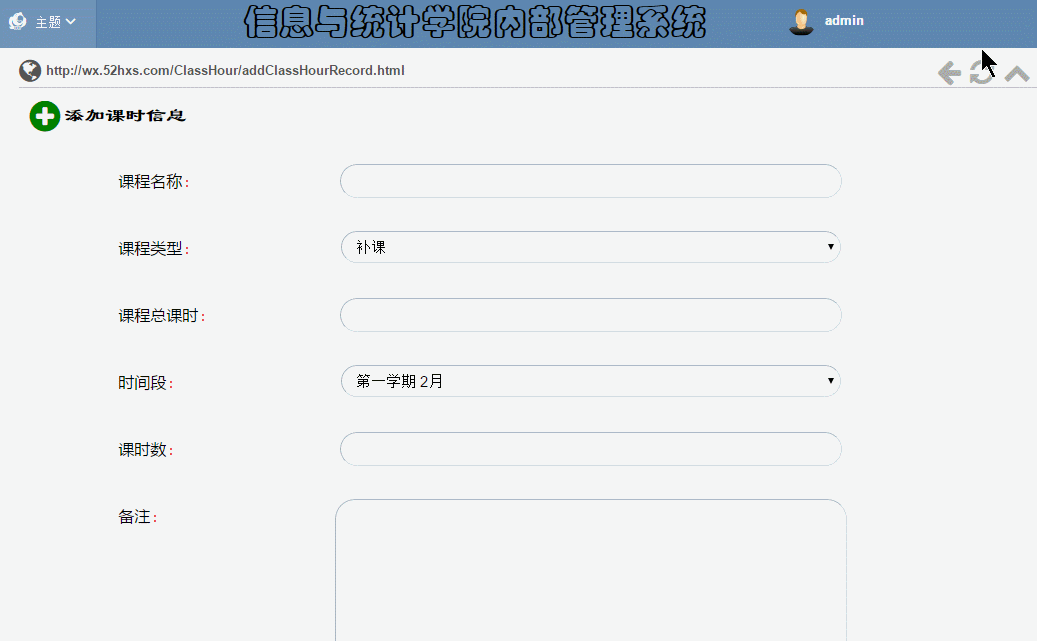 主题
信息与统计学院内部管理系统
admin
http://wx.52hxs.com/ClassHour/addClassHourRecord.html
添加课时信息
课程名称:
课程类型:
补课
课程总课时:
时间段:
第一学期 2月
课时数:
备注: